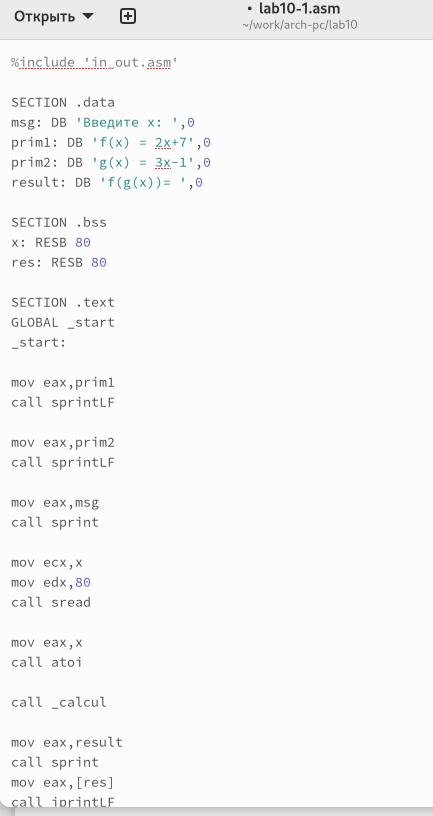 Открыть
• lab10-1.asm
~/work/arch-pc/lab10
%include 'in_out.asm'
SECTION .data
msg: DB 'Введите x: ',0
prim1: DB 'f(x) = 2x+7',0
prim2: DB 'g(x) = 3x-1',0
result: DB 'f(g(x))= ',0
SECTION .bss
x: RESB 80
res: RESB 80
SECTION .text
GLOBAL _start
_start:
mov eax,prim1
call sprintLF
mov eax,prim2
call sprintLF
mov eax,msg
call sprint
mov ecx,x
mov edx,80
call sread
mov eax,x
call atoi
call _calcul
mov eax,result
call sprint
mov eax,[res]
call iprintLF